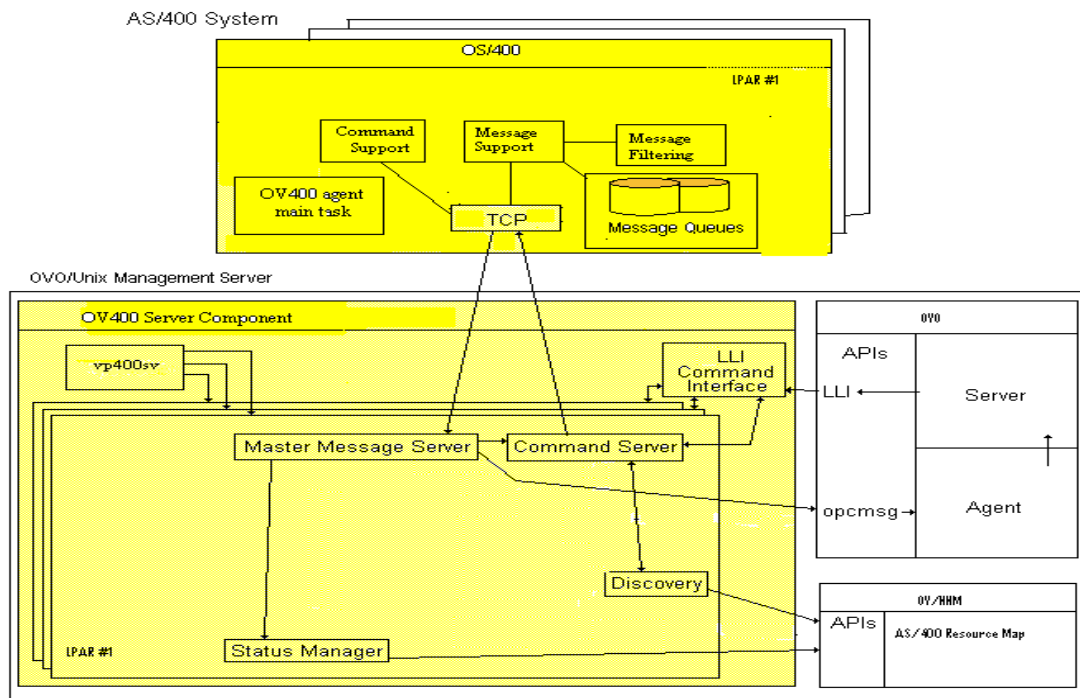 AS/400 System
OS/400
LPAR #1
Command
Support
Message
Support
Message
Filtering
OV400 agent
main task
TCP
Message Queues
OVO/Unix Management Server
OV400 Server Component
vp400sv
LLI
Command
Interface
OVO
APIs
LLI
Server
Master Message Server
Command Server
opcmsg
Agent
Discovery
OV/NNM
APIs
AS/400 Resource Map
LPAR #1
Status Manager